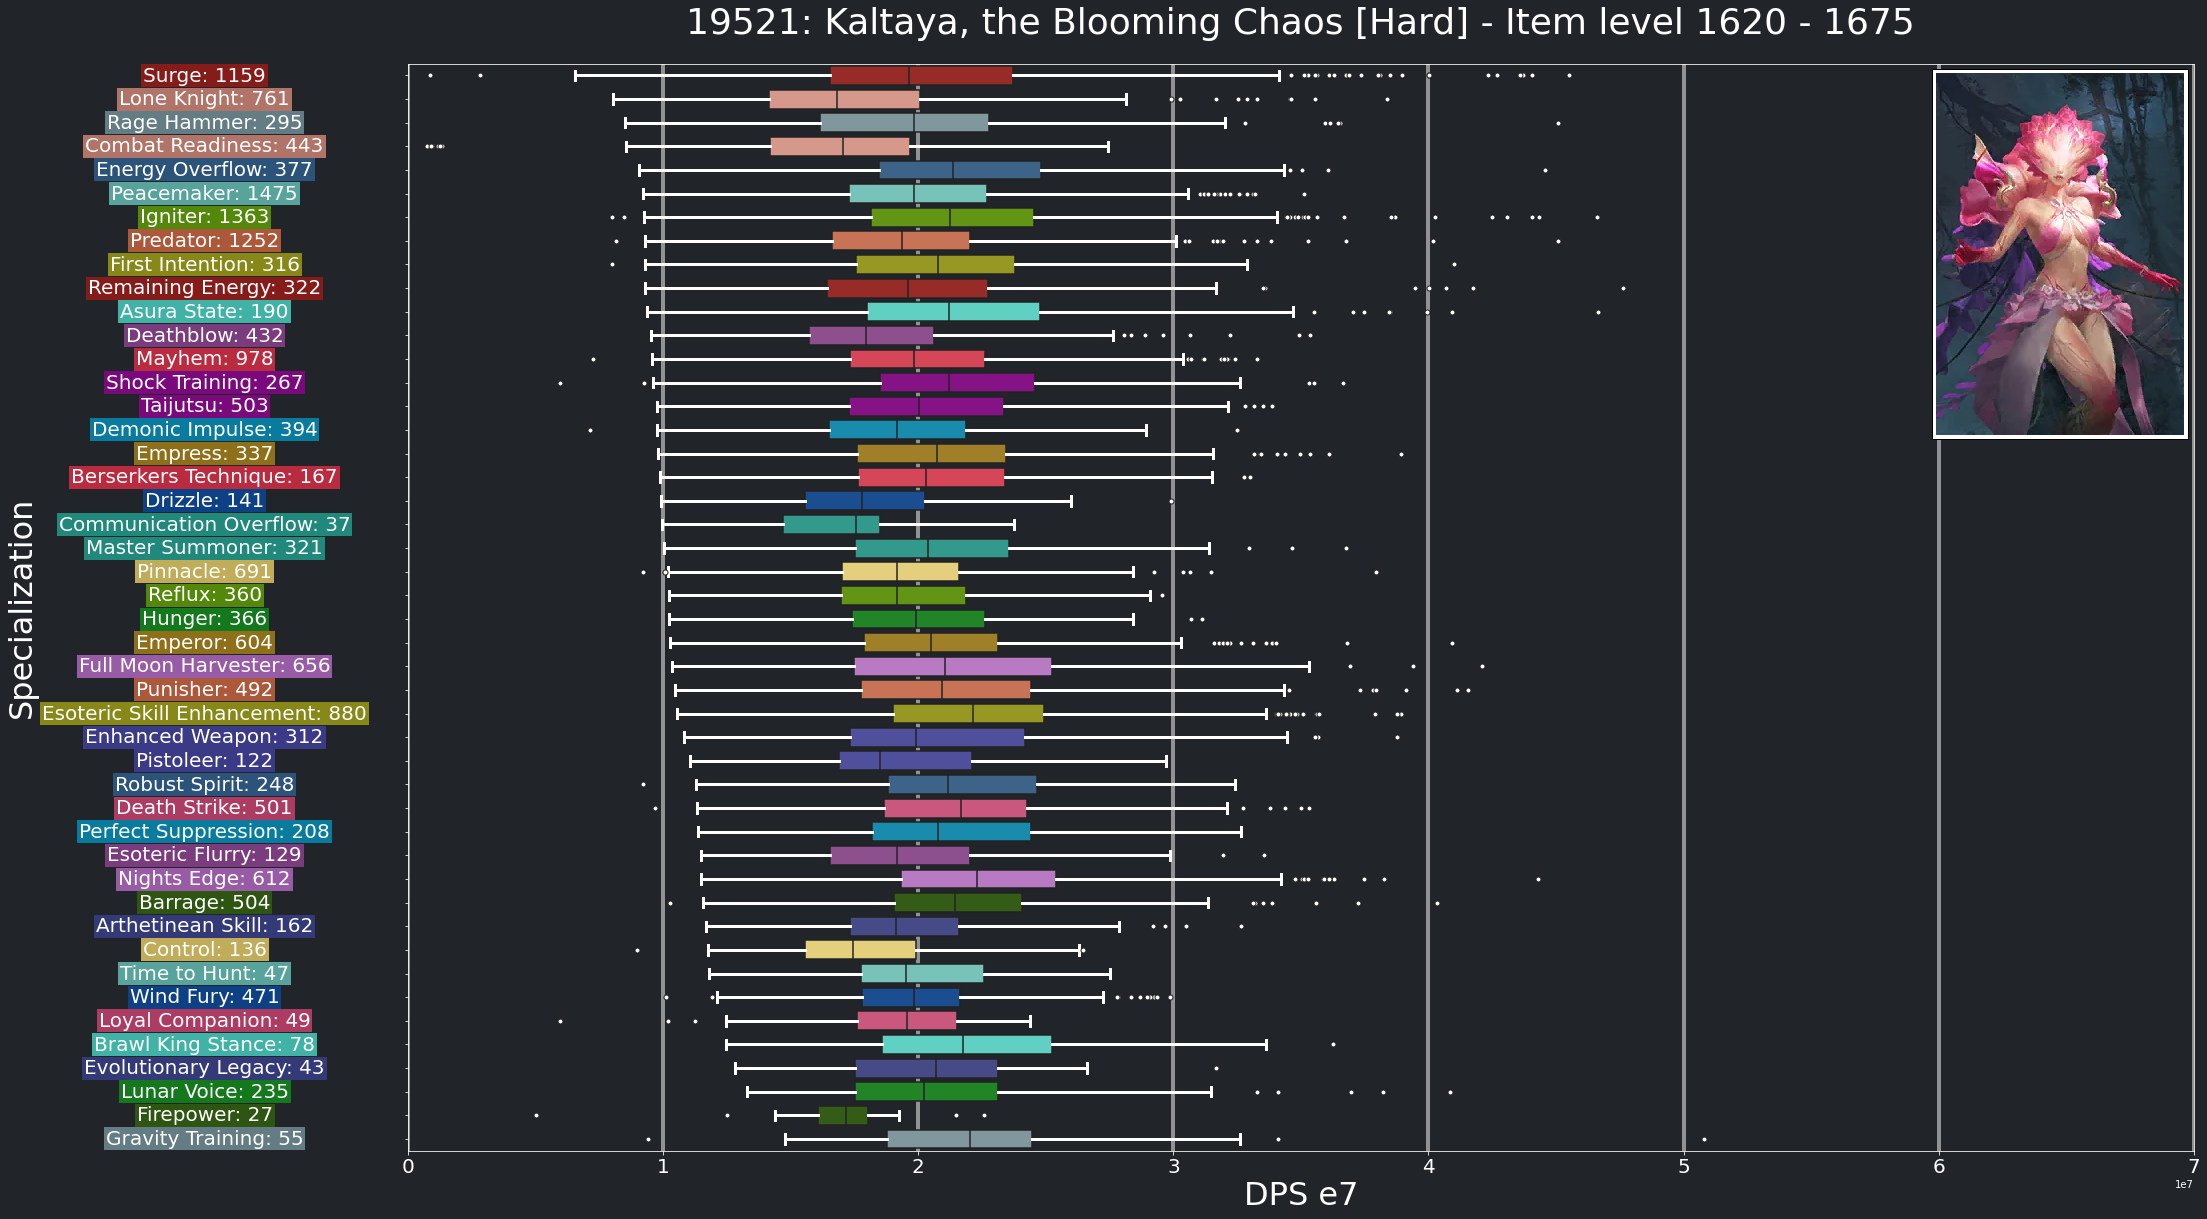 19521: Kaltaya, the Blooming Chaos [Hard] - Item level 1620 - 1675
Specialization
Surge: 1159
Lone Knight: 761
Rage Hammer: 295
Combat Readiness: 443
Energy Overflow: 377
Peacemaker: 1475
Igniter: 1363
Predator: 1252
First Intention: 316
Remaining Energy: 322
Asura State: 190
Deathblow: 432
Mayhem: 978
Shock Training: 267
Taijutsu: 503
Demonic Impulse: 394
Empress: 337
Berserkers Technique: 167
Drizzle: 141
Communication Overflow: 37
Master Summoner: 321
Pinnacle: 691
Reflux: 360
Hunger: 366
Emperor: 604
Full Moon Harvester: 656
Punisher: 492
Esoteric Skill Enhancement: 880
Enhanced Weapon: 312
Pistoleer: 122
Robust Spirit: 248
Death Strike: 501
Perfect Suppression: 208
Esoteric Flurry: 129
Nights Edge: 612
Barrage: 504
Arthetinean Skill: 162
Control: 136
Time to Hunt: 47
Wind Fury: 471
Loyal Companion: 49
Brawl King Stance: 78
Evolutionary Legacy: 43
Lunar Voice: 235
Firepower: 27
Gravity Training: 55
0 1 2 3 4 5 6 7
DPS e7
1e7